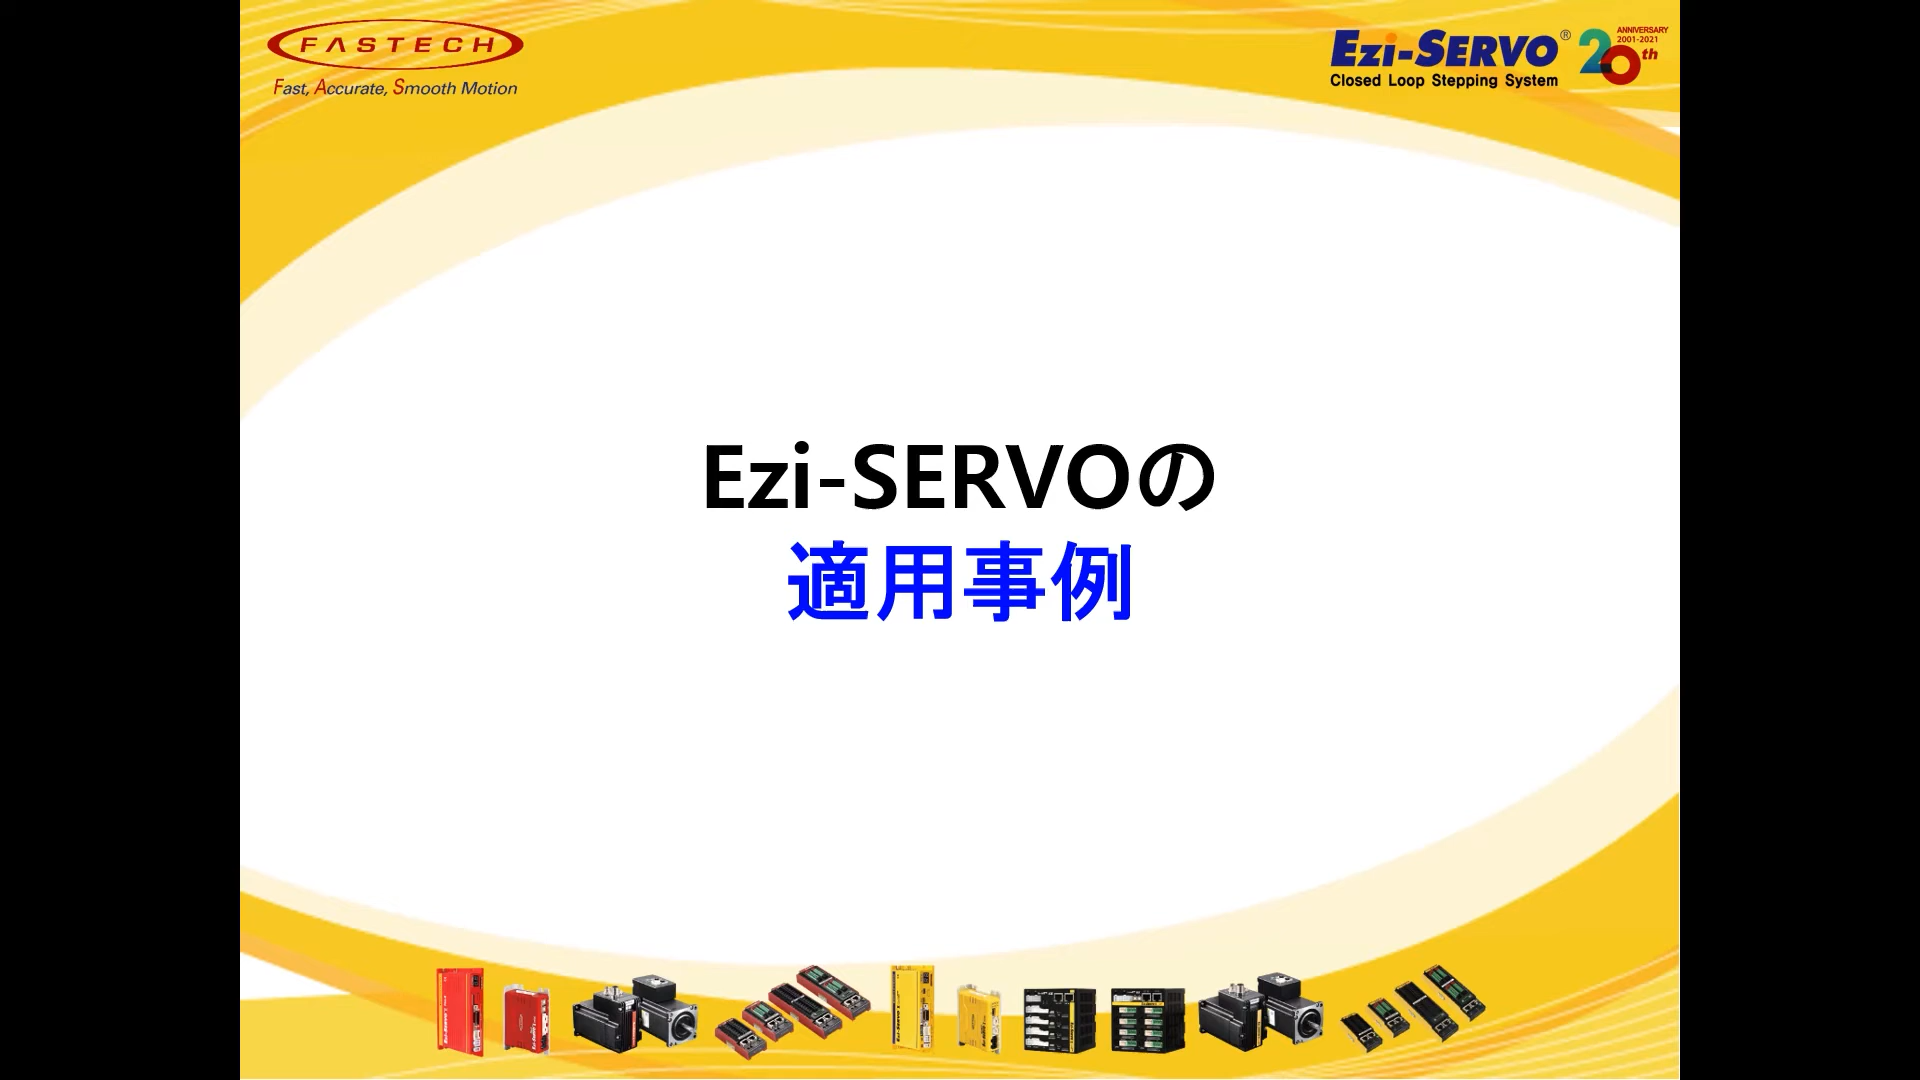 FASTECH
Fast, Accurate, Smooth Motion
Ezi-SERVO®
Closed Loop Stepping System
20th
ANNIVERSARY
2001-2021
Ezi-SERVOの
適用事例